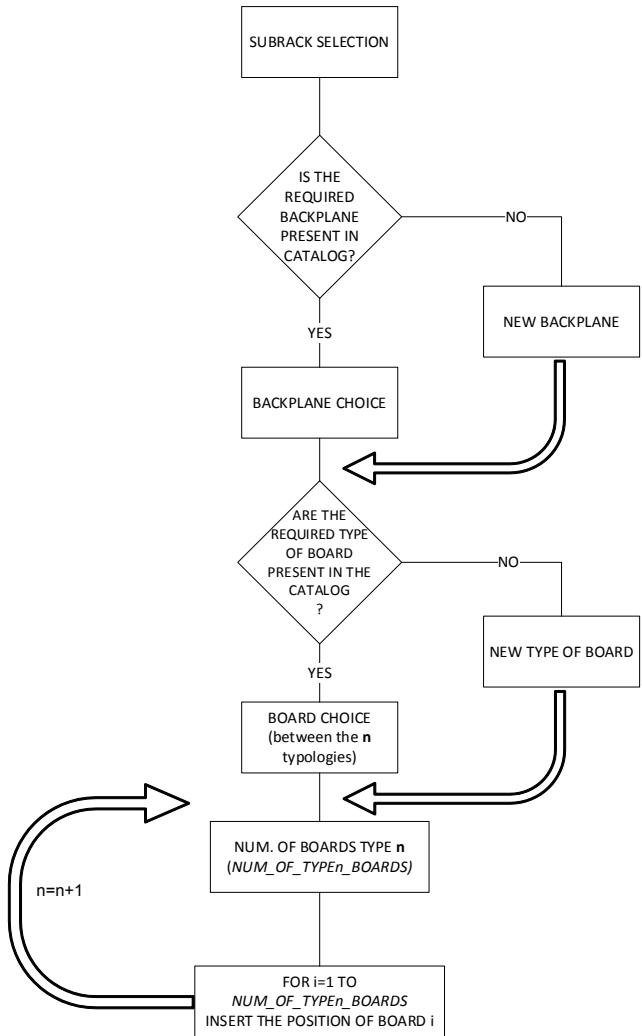 SUBRACK SELECTION
IS THE
REQUIRED
BACKPLANE
PRESENT IN
CATALOG?
NO
NEW BACKPLANE
YES
BACKPLANE CHOICE
ARE THE
REQUIRED TYPE
OF BOARD
PRESENT IN THE
CATALOG
?
NO
NEW TYPE OF BOARD
YES
BOARD CHOICE
(between the n
typologies)
NUM. OF BOARDS TYPE n
(NUM_OF_TYPEn_BOARDS)
n=n+1
FOR i=1 TO
NUM_OF_TYPEn_BOARDS
INSERT THE POSITION OF BOARD i